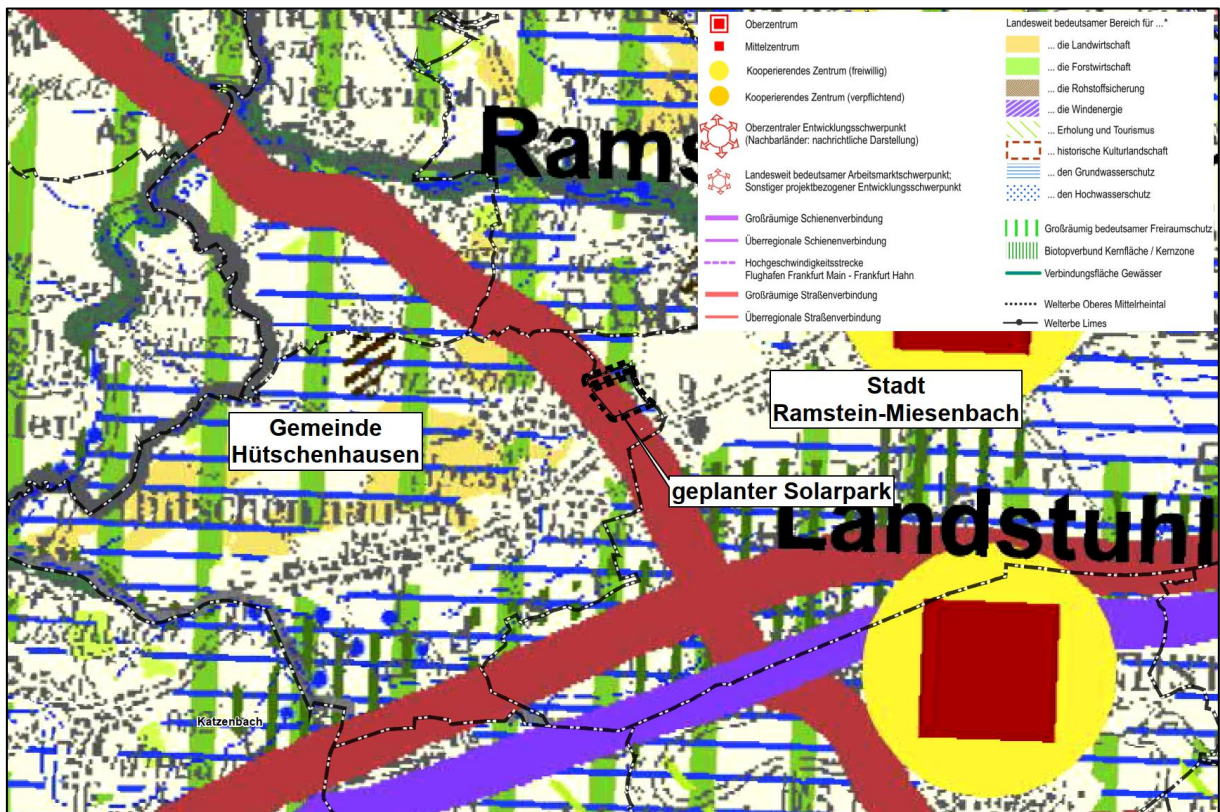 Oberzentrum
Mittelzentrum
Kooperierendes Zentrum (freiwillig)
Kooperierendes Zentrum (verpflichtend)
Oberzentraler Entwicklungsschwerpunkt
(Nachbarländer: nachrichtliche Darstellung)
Landesweit bedeutsamer Arbeitsmarktschwerpunkt;
Sonstiger projektbezogener Entwicklungsschwerpunkt
Großräumige Schienenverbindung
Überregionale Schienenverbindung
Hochgeschwindigkeitsstrecke
Flughafen Frankfurt Main - Frankfurt Hahn
Großräumige Straßenverbindung
Überregionale Straßenverbindung
Landesweit bedeutsamer Bereich für ...*
... die Landwirtschaft
... die Forstwirtschaft
... die Rohstoffsicherung
... die Windenergie
... Erholung und Tourismus
... historische Kulturlandschaft
... den Grundwasserschutz
... den Hochwasserschutz
Großräumig bedeutsamer Freiraumschutz
Biotopverbund Kernfläche / Kernzone
Verbindungsfläche Gewässer
Welterbe Oberes Mittelrheintal
Welterbe Limes
Rams
Stadt
Ramstein-Miesenbach
Gemeinde
Hütschenhausen
geplanter Solarpark
Landstuhl
Katzenbach